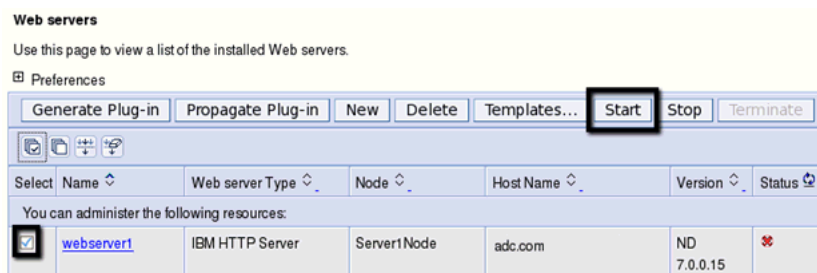 Web servers
Use this page to view a list of the installed Web servers.
Preferences
Generate Plug-in Propagate Plug-in New Delete Templates... Start Stop Terminate
Select Name Web server Type Node Host Name Version Status
You can administer the following resources:
webserver1 IBM HTTP Server Server1Node adc.com ND
7.0.0.15